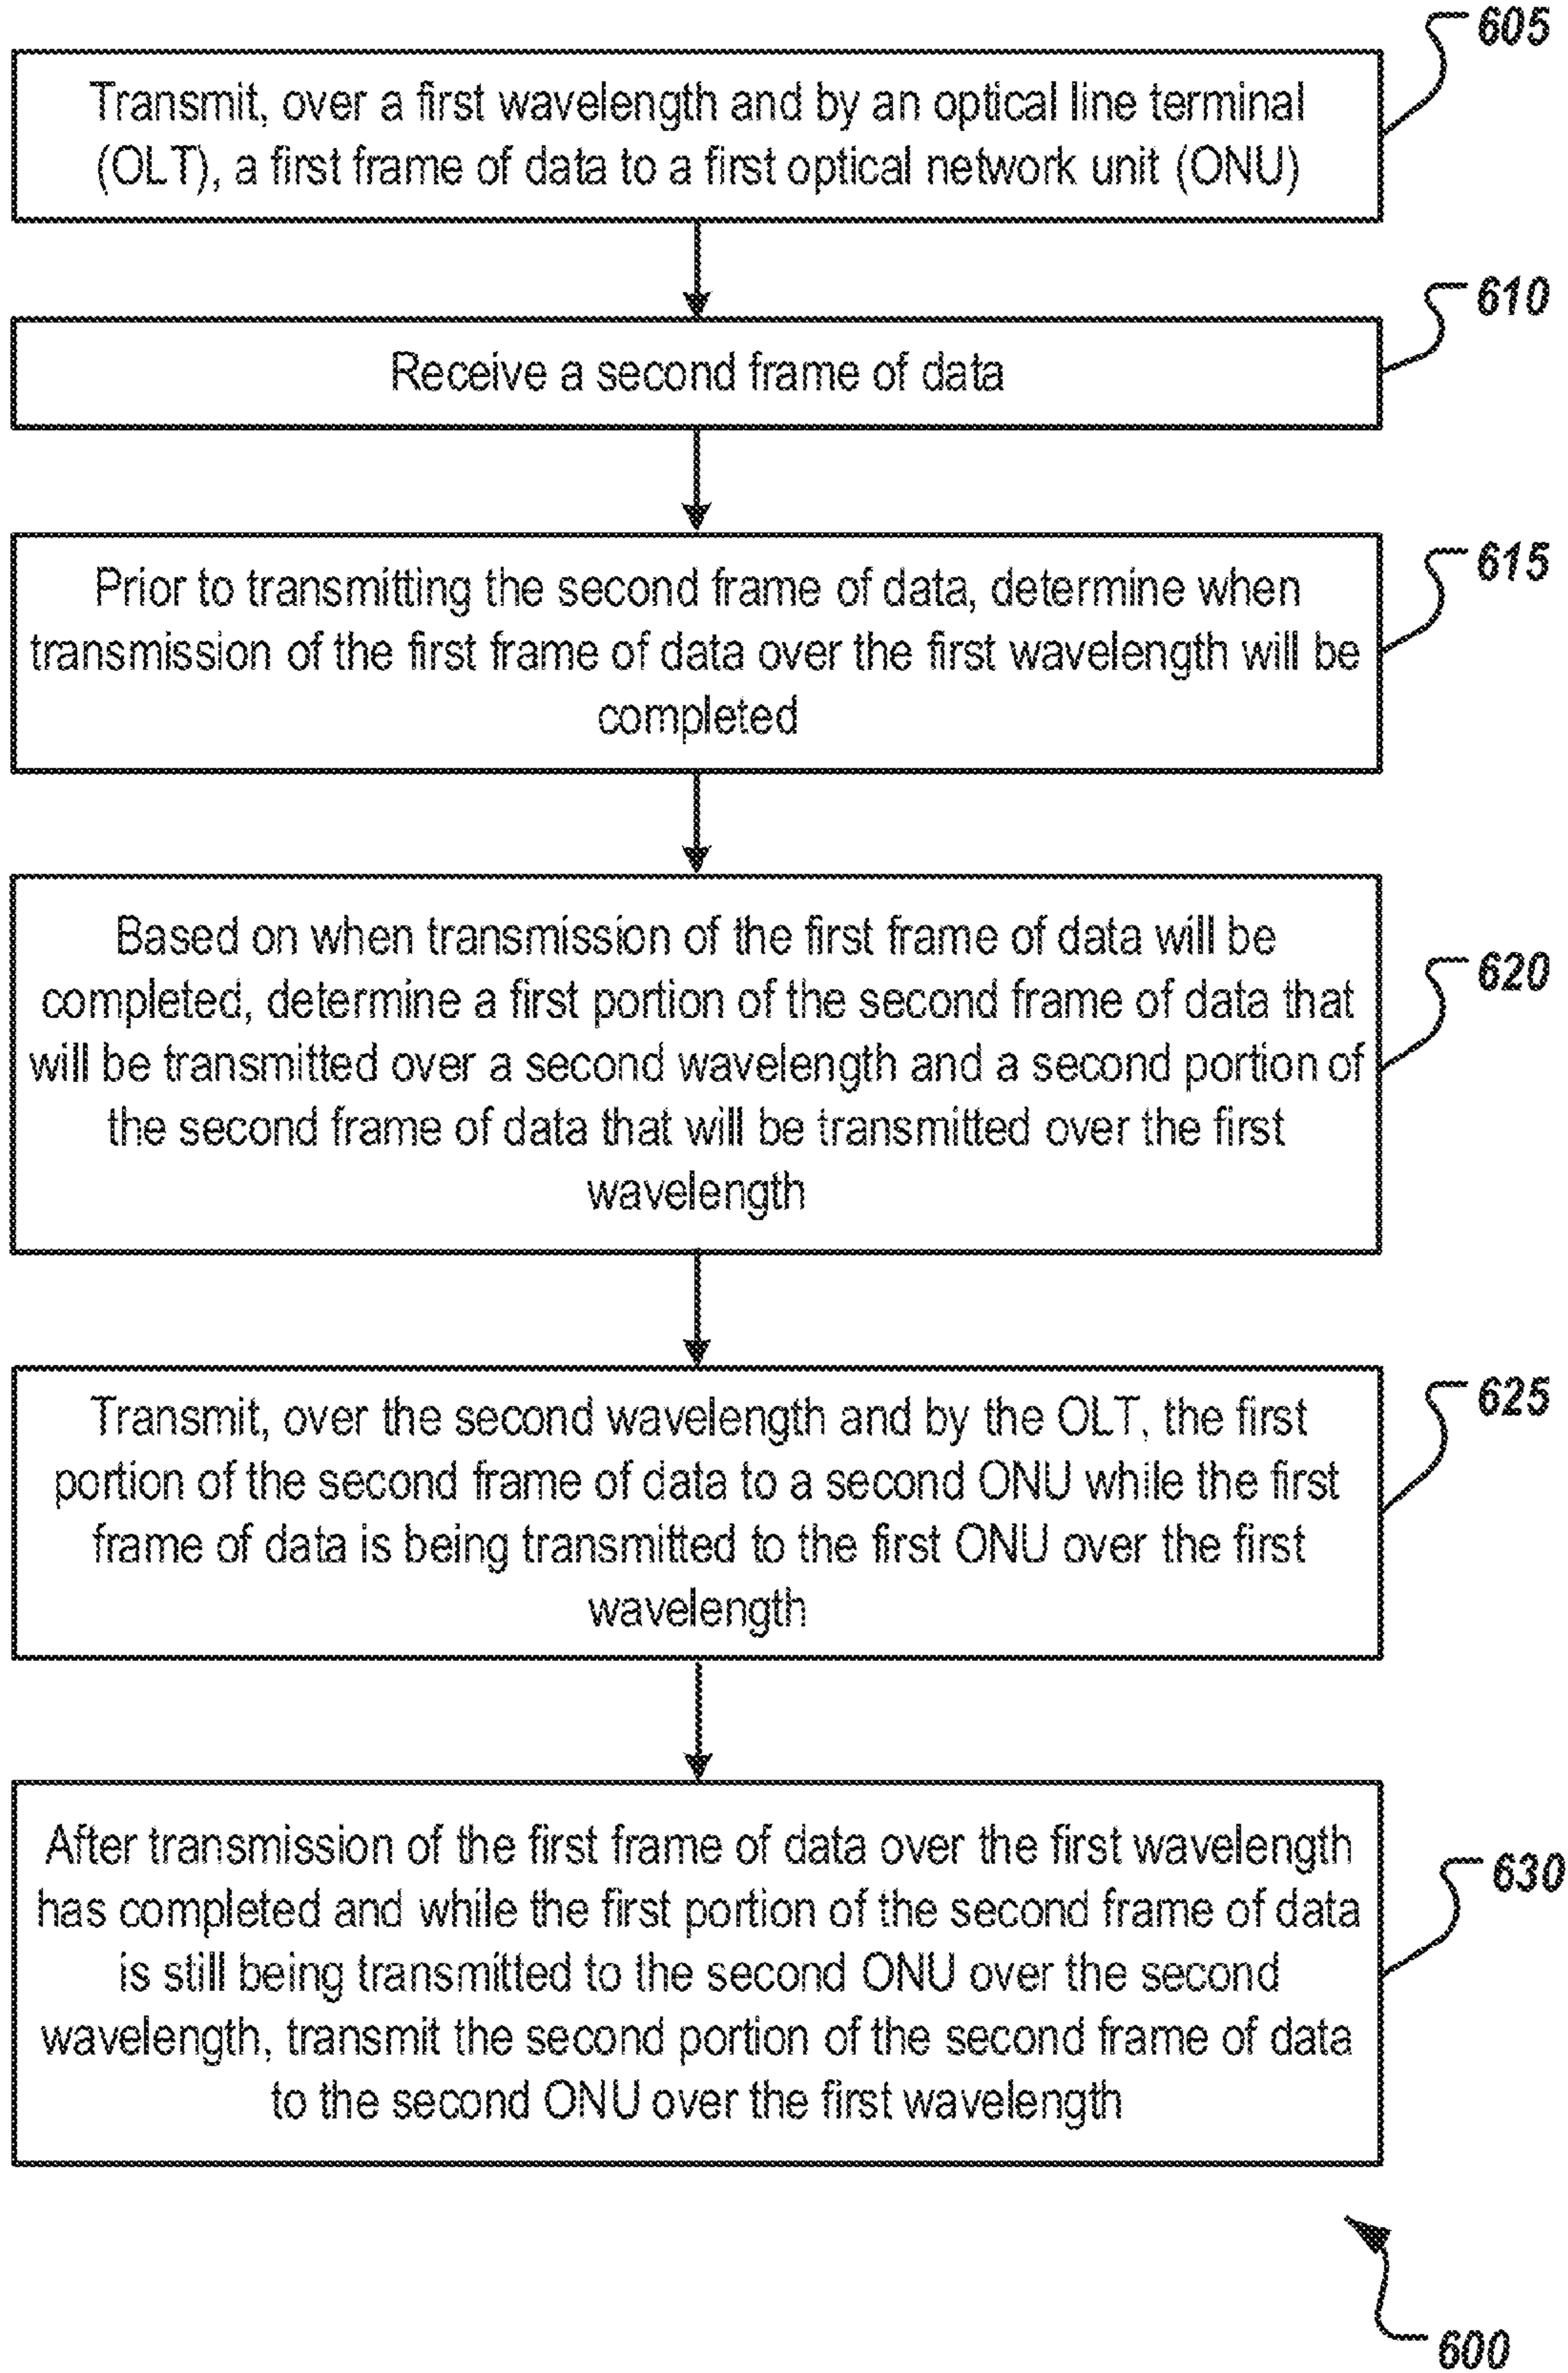 605
Transmit, over a first wavelength and by an optical line terminal
(OLT), a first frame of data to a first optical network unit (ONU)
610
Receive a second frame of data
615
Prior to transmitting the second frame of data, determine when
transmission of the first frame of data over the first wavelength will be
completed
620
Based on when transmission of the first frame of data will be
completed, determine a first portion of the second frame of data that
will be transmitted over a second wavelength and a second portion of
the second frame of data that will be transmitted over the first
wavelength
625
Transmit, over the second wavelength and by the OLT, the first
portion of the second frame of data to a second ONU while the first
frame of data is being transmitted to the first ONU over the first
wavelength
630
After transmission of the first frame of data over the first wavelength
has completed and while the first portion of the second frame of data
is still being transmitted to the second ONU over the second
wavelength, transmit the second portion of the second frame of data
to the second ONU over the first wavelength
600